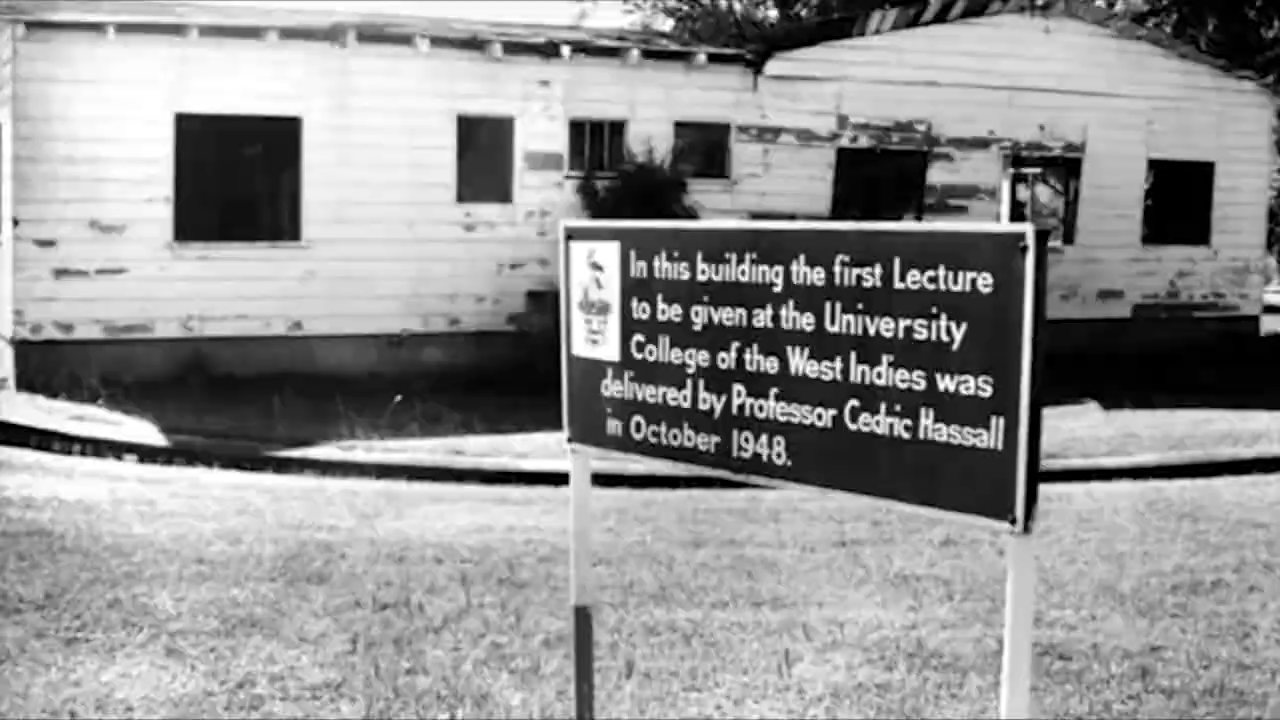 In this building the first Lecture
to be given at the University
College of the West Indies was
delivered by Professor Cedric Hassall
in October 1948.